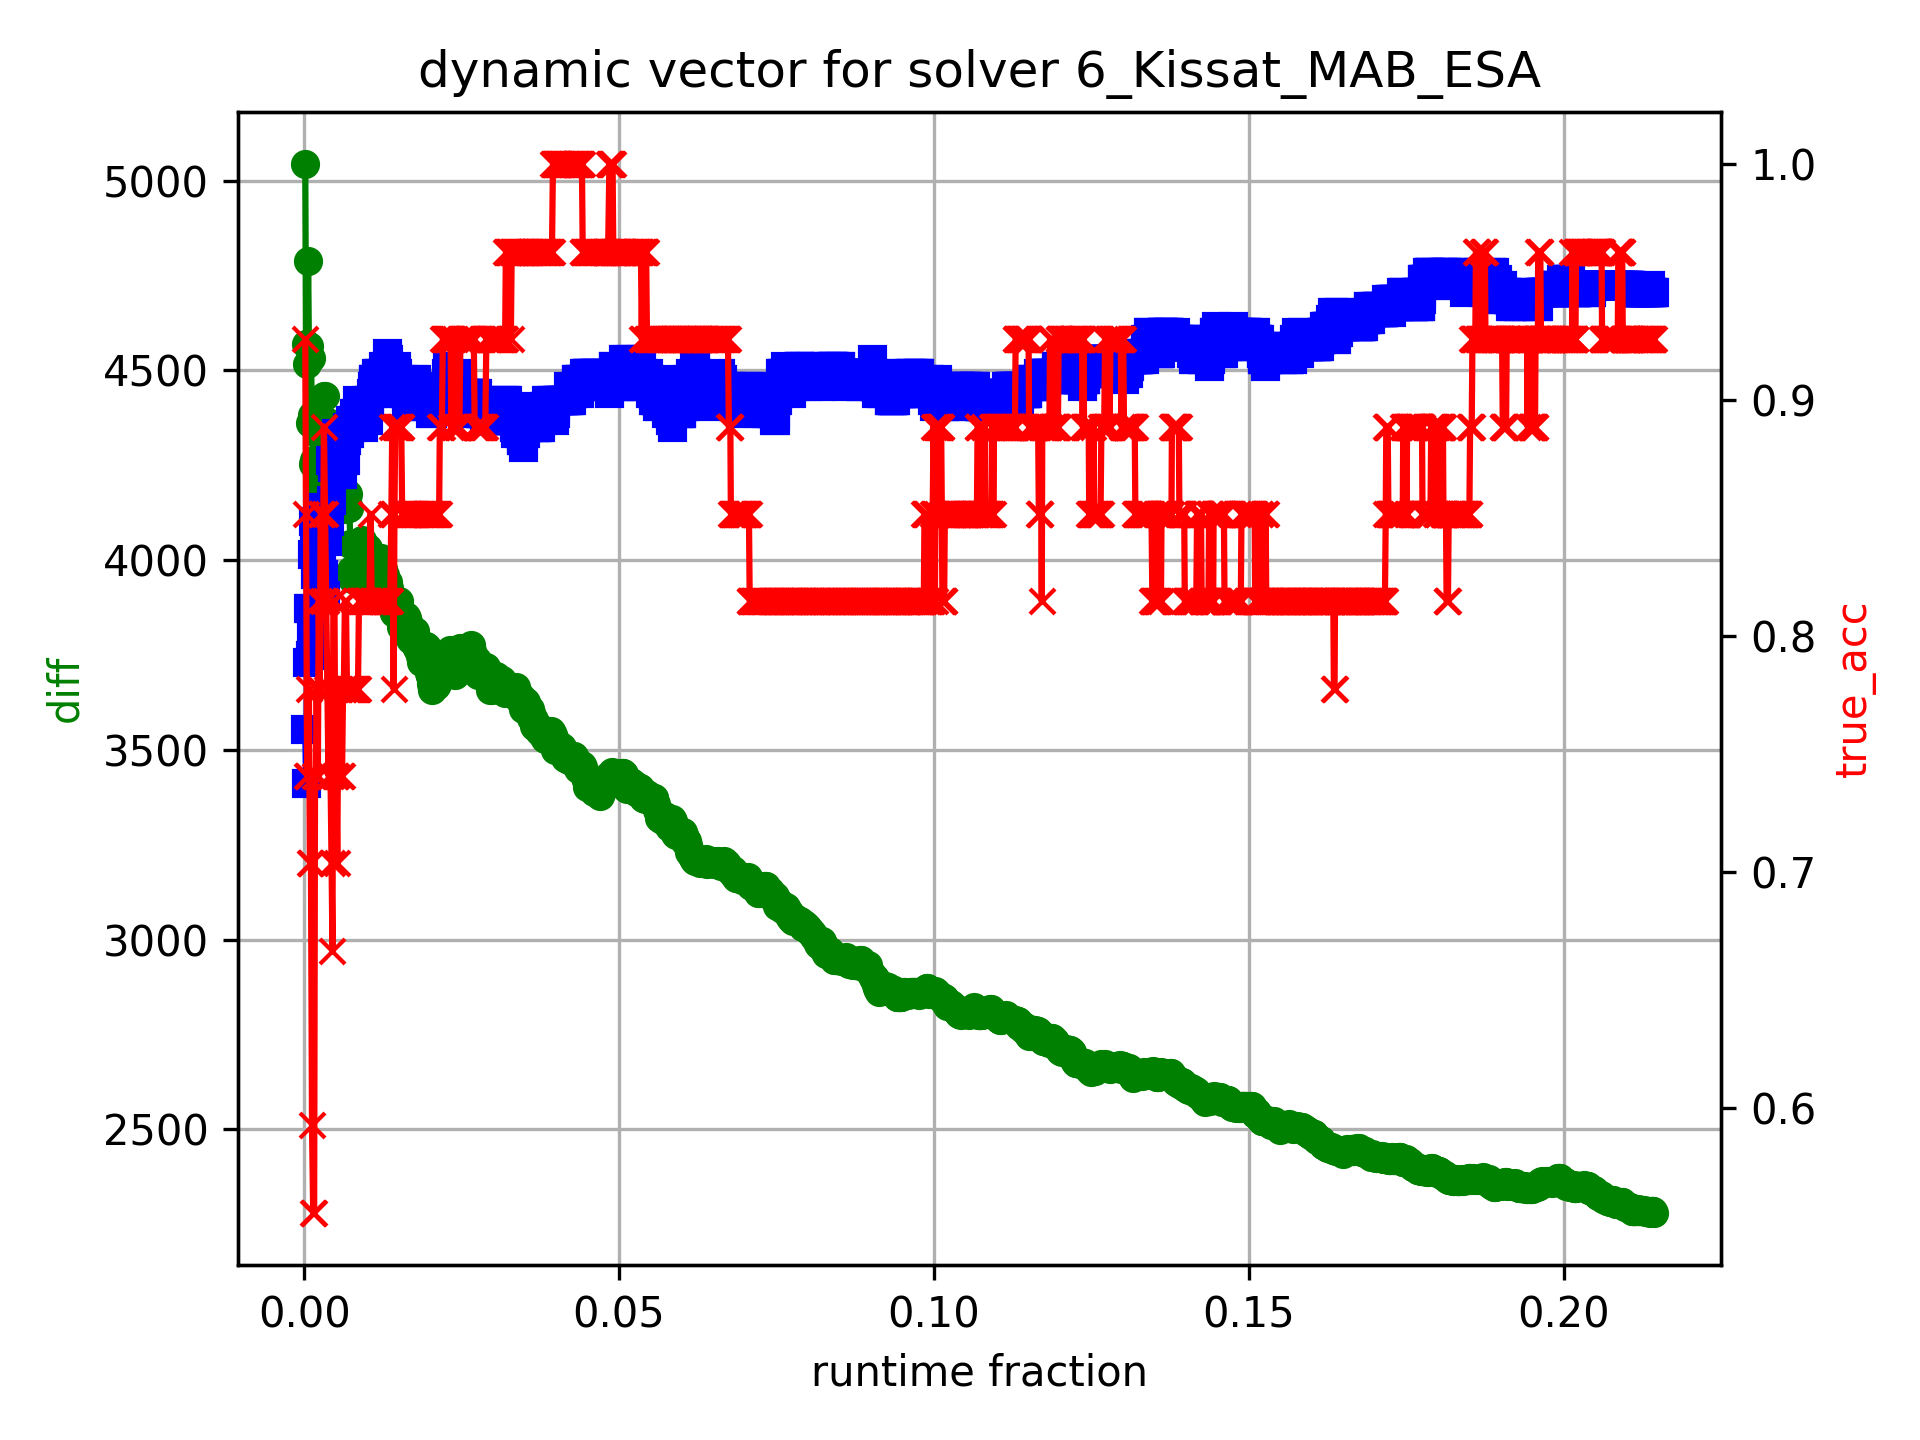 dynamic vector for solver 6_Kissat_MAB_ESA
5000
4500
4000
3500
3000
2500
diff
1.0
0.9
0.8
0.7
0.6
true_acc
0.00 0.05 0.10 0.15 0.20
runtime fraction